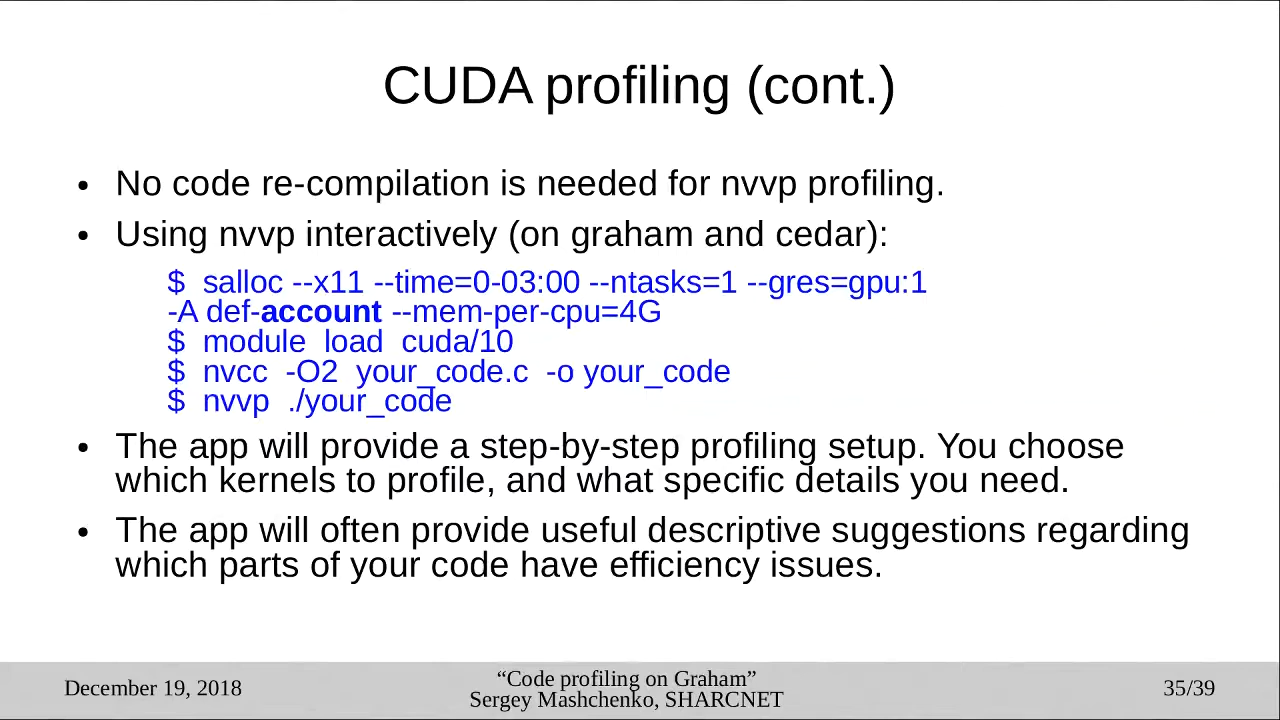 CUDA profiling (cont.)
• No code re-compilation is needed for nvvp profiling.
• Using nvvp interactively (on graham and cedar):
$ salloc --x11 --time=0-03:00 --ntasks=1 --gres=gpu:1
-A def-account --mem-per-cpu=4G
$ module load cuda/10
$ nvcc -O2 your_code.c -o your_code
$ nvvp ./your_code
• The app will provide a step-by-step profiling setup. You choose
which kernels to profile, and what specific details you need.
• The app will often provide useful descriptive suggestions regarding
which parts of your code have efficiency issues.
December 19, 2018
“Code profiling on Graham”
Sergey Mashchenko, SHARCNET
35/39